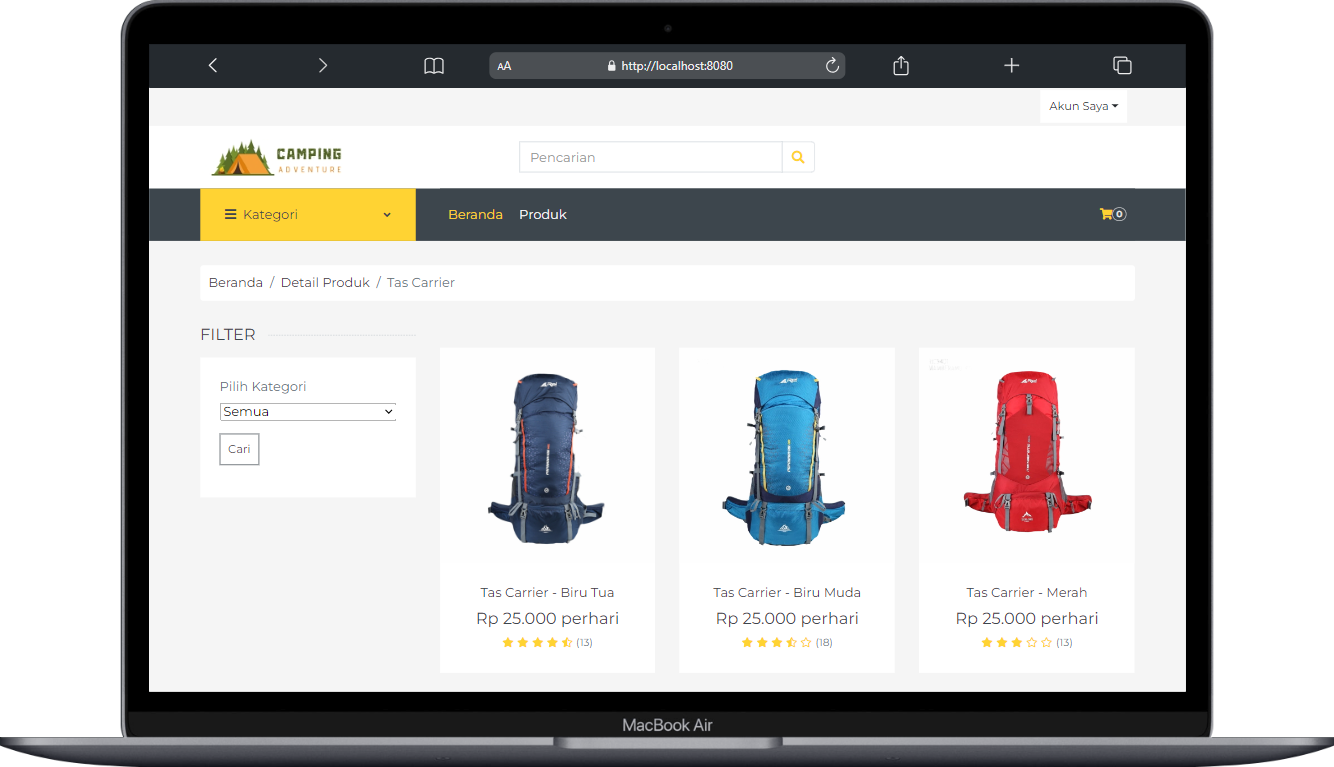 AA
http://localhost:8080
Akun Saya
CAMPING
ADVENTURE
Pencarian
Kategori
Beranda
Produk
0
Beranda / Detail Produk / Tas Carrier
FILTER
Pilih Kategori
Semua
Cari
Tas Carrier - Biru Tua
Rp 25.000 perhari
(13)
Tas Carrier - Biru Muda
Rp 25.000 perhari
(18)
Tas Carrier - Merah
Rp 25.000 perhari
(13)
MacBook Air